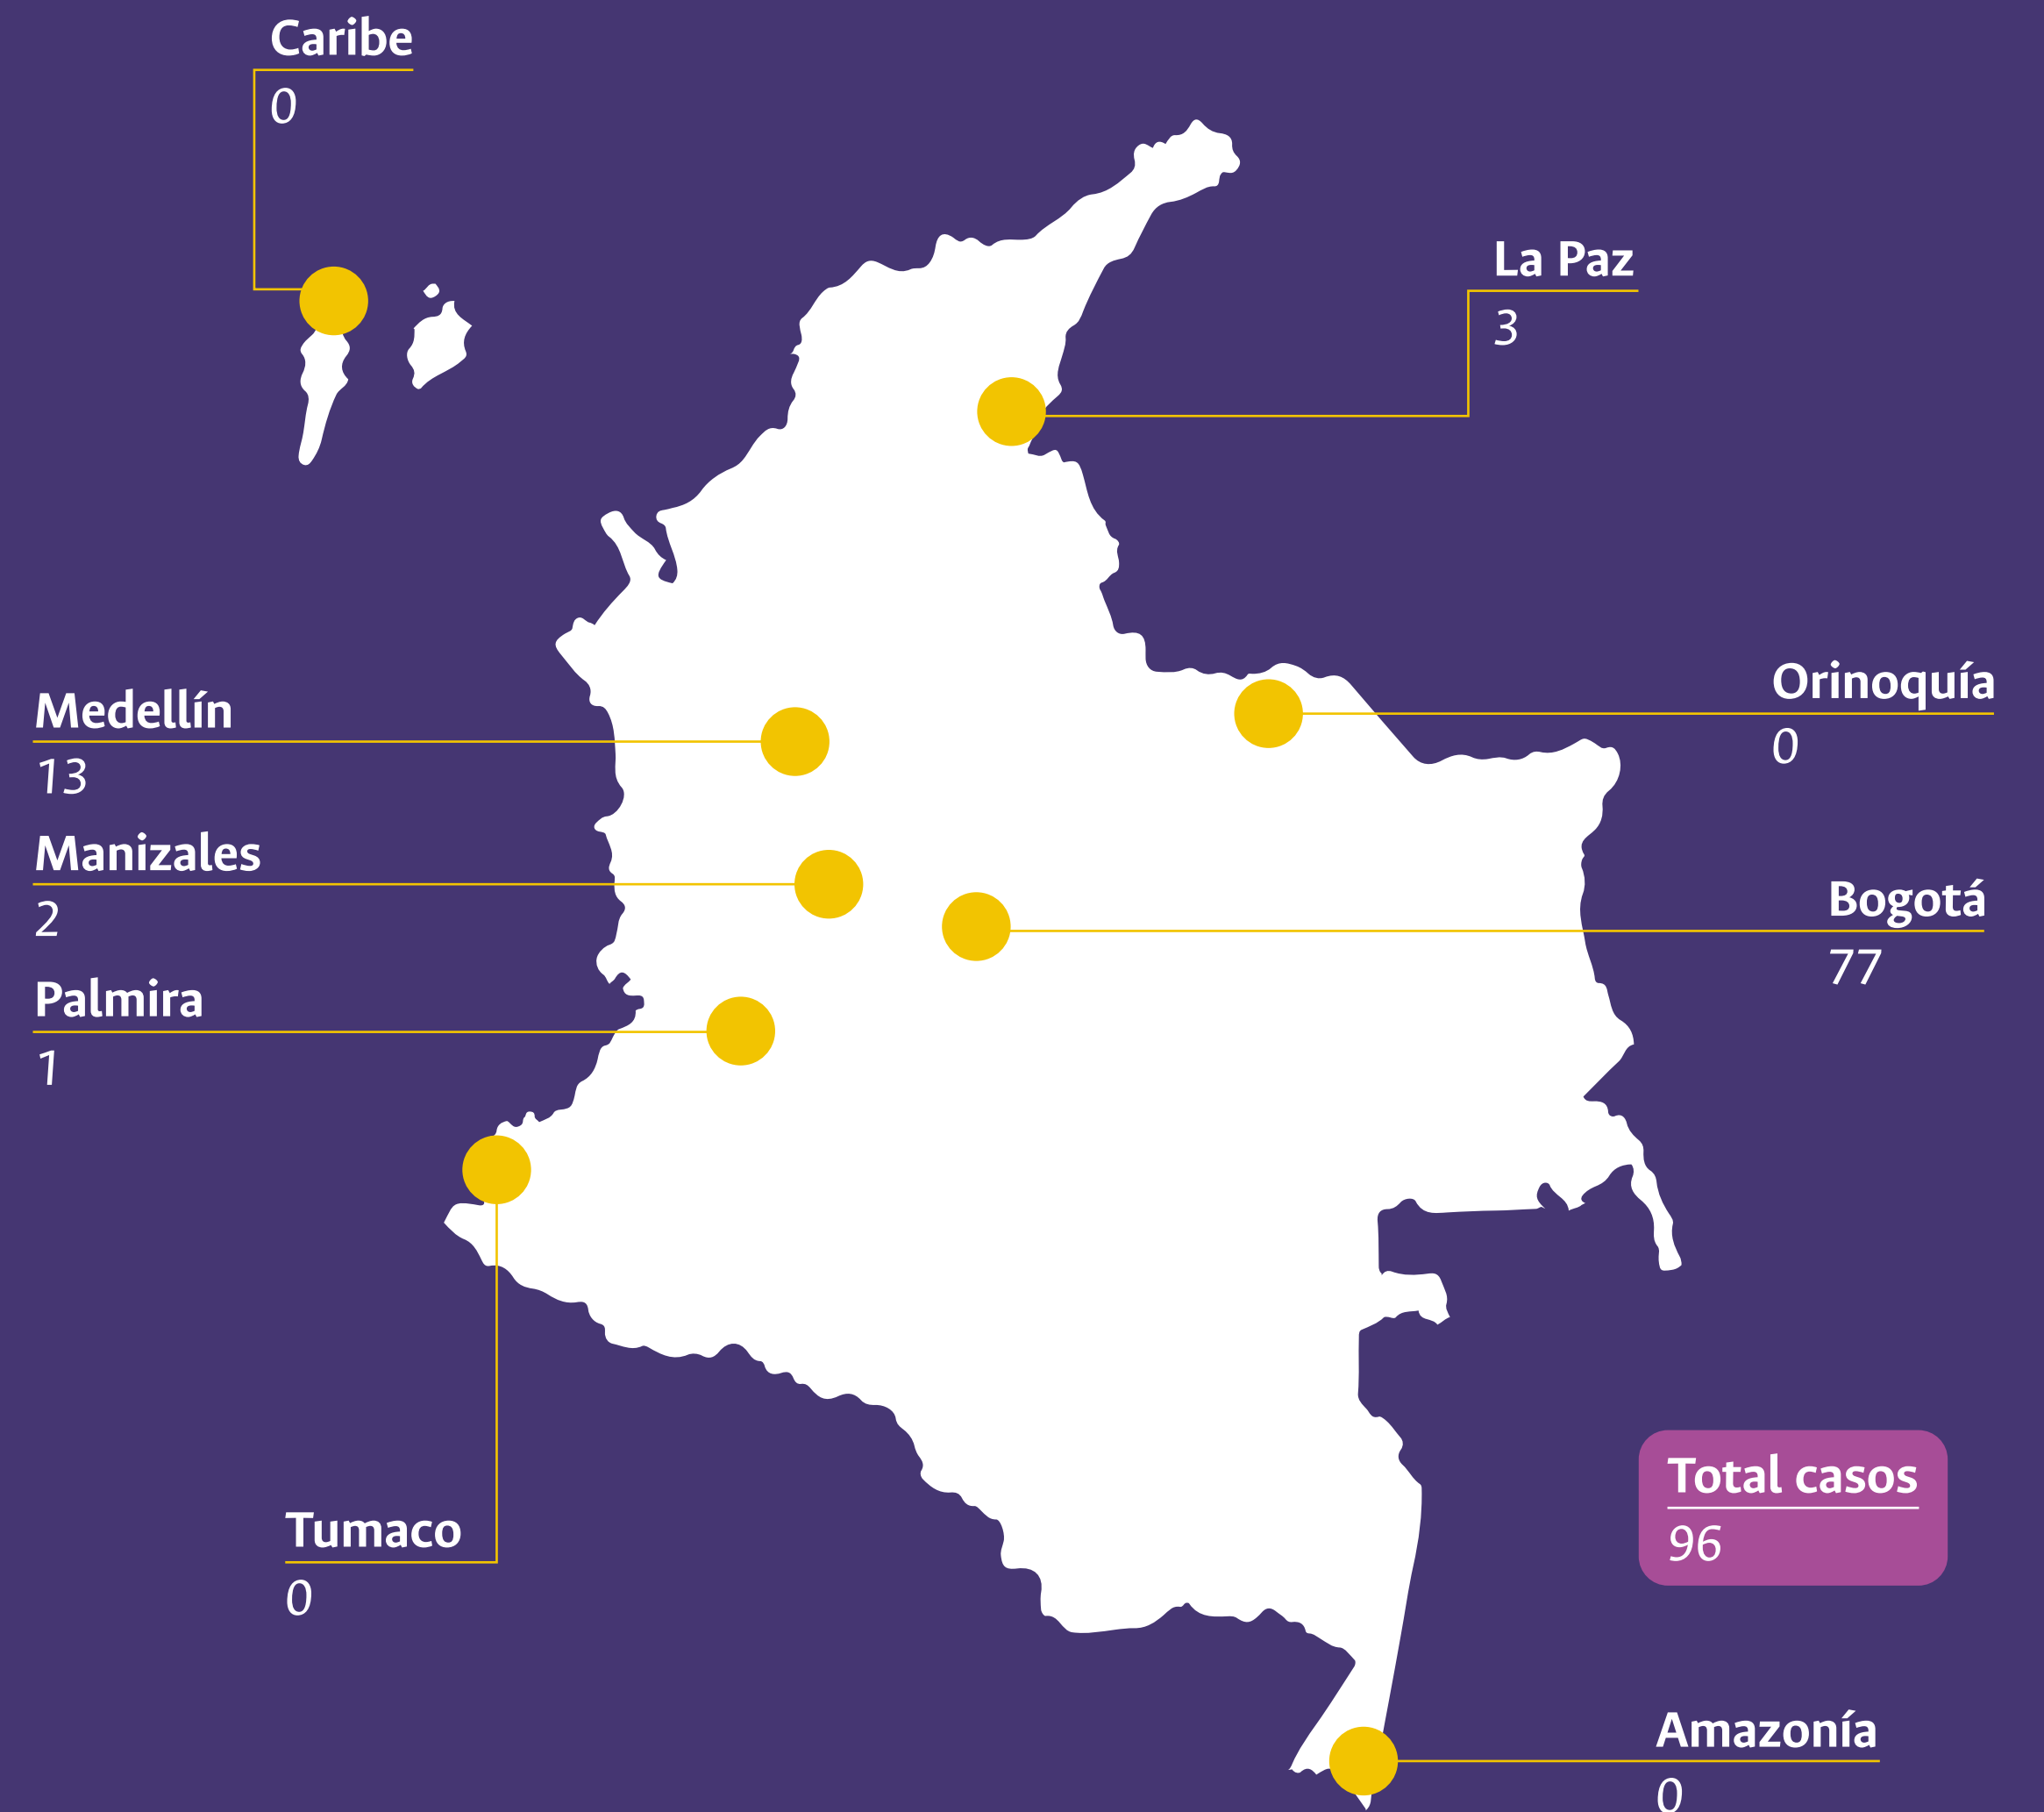 Caribe
0
La Paz
3
Medellín
13
Orinoquía
0
Manizales
2
Bogotá
77
Palmira
1
Total casos
96
Tumaco
0
Amazonía
0